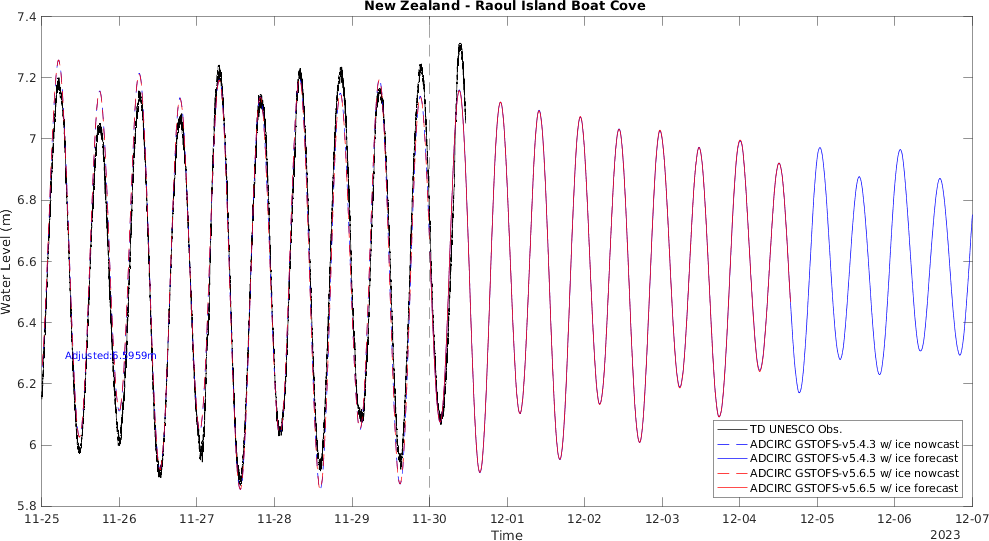 New Zealand - Raoul Island Boat Cove
7.4
7.2
7
6.8
6.6
6.4
6.2
6
5.8
Water Level (m)
Adjusted:6.5959m
TD UNESCO Obs.
ADCIRC GSTOFS-v5.4.3 w/ ice nowcast
ADCIRC GSTOFS-v5.4.3 w/ ice forecast
ADCIRC GSTOFS-v5.6.5 w/ ice nowcast
ADCIRC GSTOFS-v5.6.5 w/ ice forecast
11-25 11-26 11-27 11-28 11-29 11-30 12-01 12-02 12-03 12-04 12-05 12-06 12-07
Time
2023